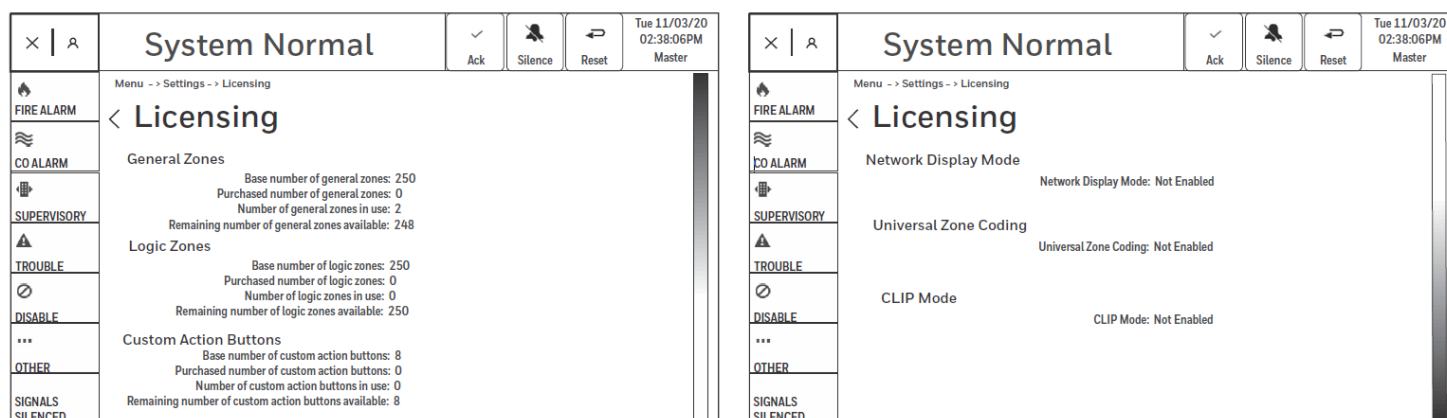 System Normal
Ack
Silence
Reset
Tue 11/03/20
02:38:06PM
Master
FIRE ALARM
CO ALARM
SUPERVISORY
TROUBLE
DISABLE
OTHER
SIGNALS
SILENCED
Menu -> Settings -> Licensing
< Licensing
General Zones
Base number of general zones: 250
Purchased number of general zones: 0
Number of general zones in use: 2
Remaining number of general zones available: 248
Logic Zones
Base number of logic zones: 250
Purchased number of logic zones: 0
Number of logic zones in use: 0
Remaining number of logic zones available: 250
Custom Action Buttons
Base number of custom action buttons: 8
Purchased number of custom action buttons: 0
Number of custom action buttons in use: 0
Remaining number of custom action buttons available: 8
System Normal
Ack
Silence
Reset
Tue 11/03/20
02:38:06PM
Master
FIRE ALARM
CO ALARM
SUPERVISORY
TROUBLE
DISABLE
OTHER
SIGNALS
SILENCED
Menu -> Settings -> Licensing
< Licensing
Network Display Mode
Network Display Mode: Not Enabled
Universal Zone Coding
Universal Zone Coding: Not Enabled
CLIP Mode
CLIP Mode: Not Enabled